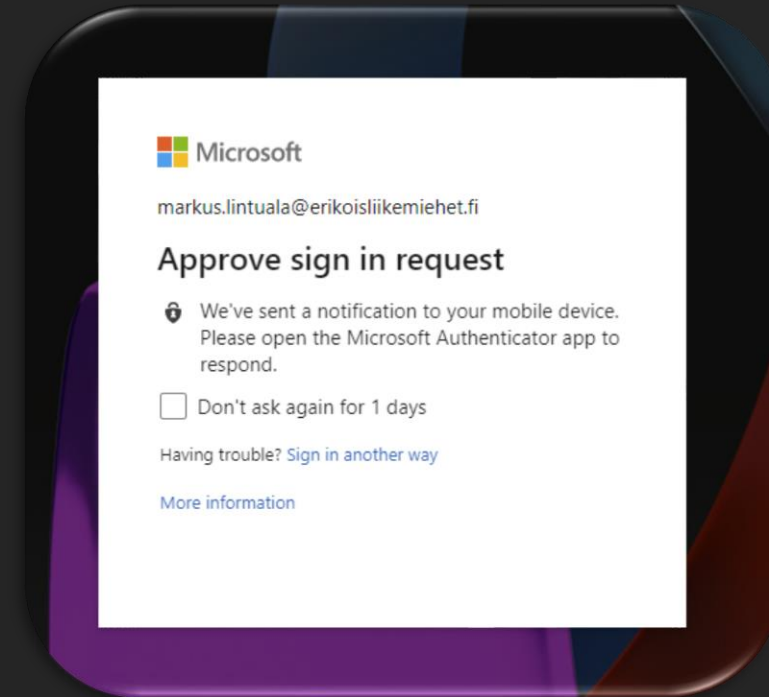 Microsoft
markus.lintuala@erikoisliikemiehet.fi
Approve sign in request
We've sent a notification to your mobile device.
Please open the Microsoft Authenticator app to
respond.
Don't ask again for 1 days
Having trouble? Sign in another way
More information